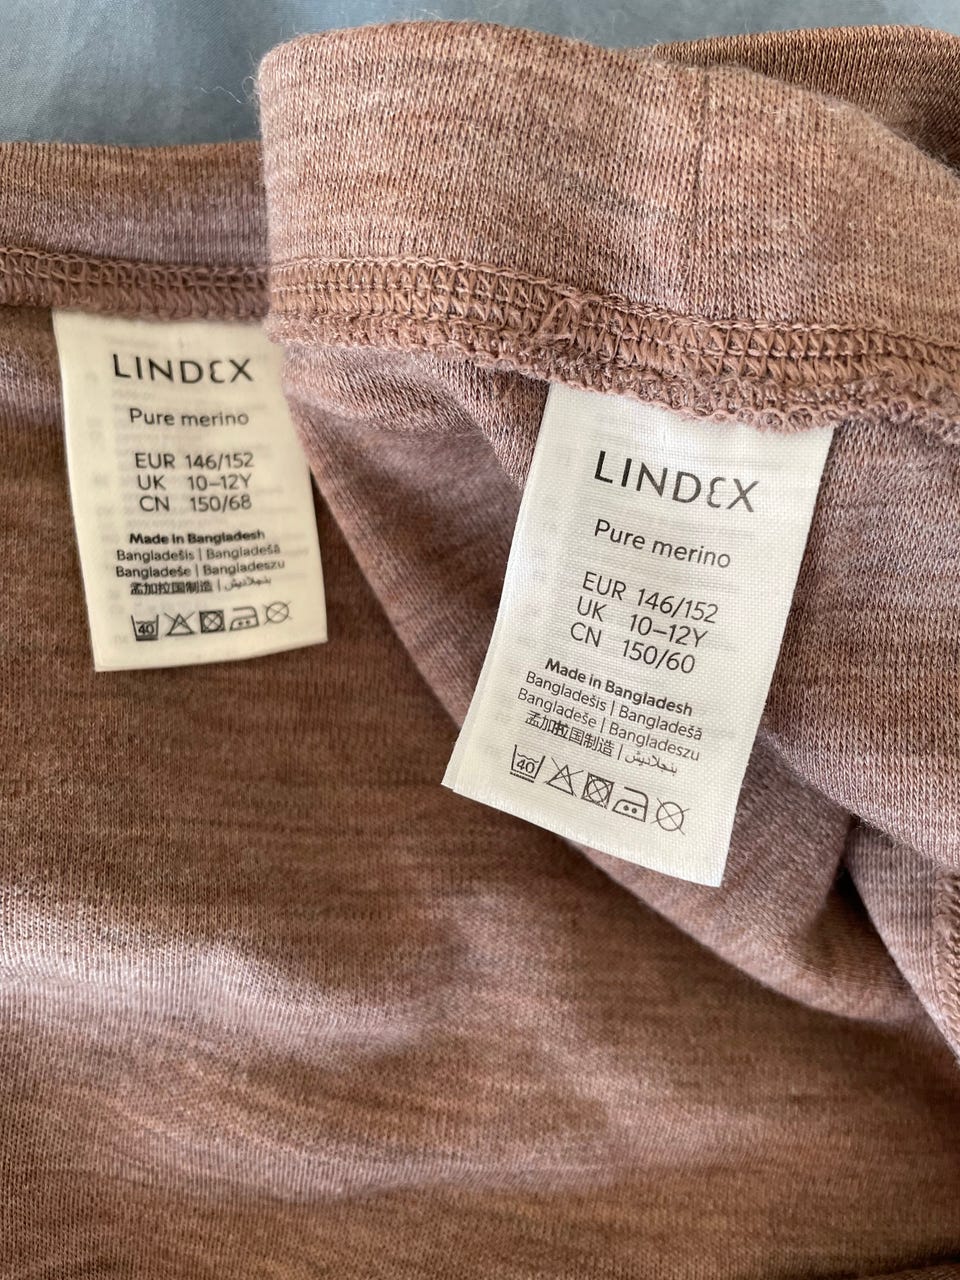 LINDEX
Pure merino
EUR 146/152
UK 10–12Y
CN 150/68
Made in Bangladesh
Bangladešis | Bangladešā
Bangladeše | Bangladeszu
孟加拉国制造 | بنجلاديش
40
LINDEX
Pure merino
EUR 146/152
UK 10–12Y
CN 150/60
Made in Bangladesh
Bangladešis | Bangladešā
Bangladeše | Bangladeszu
孟加拉国制造 | بنجلاديش
40